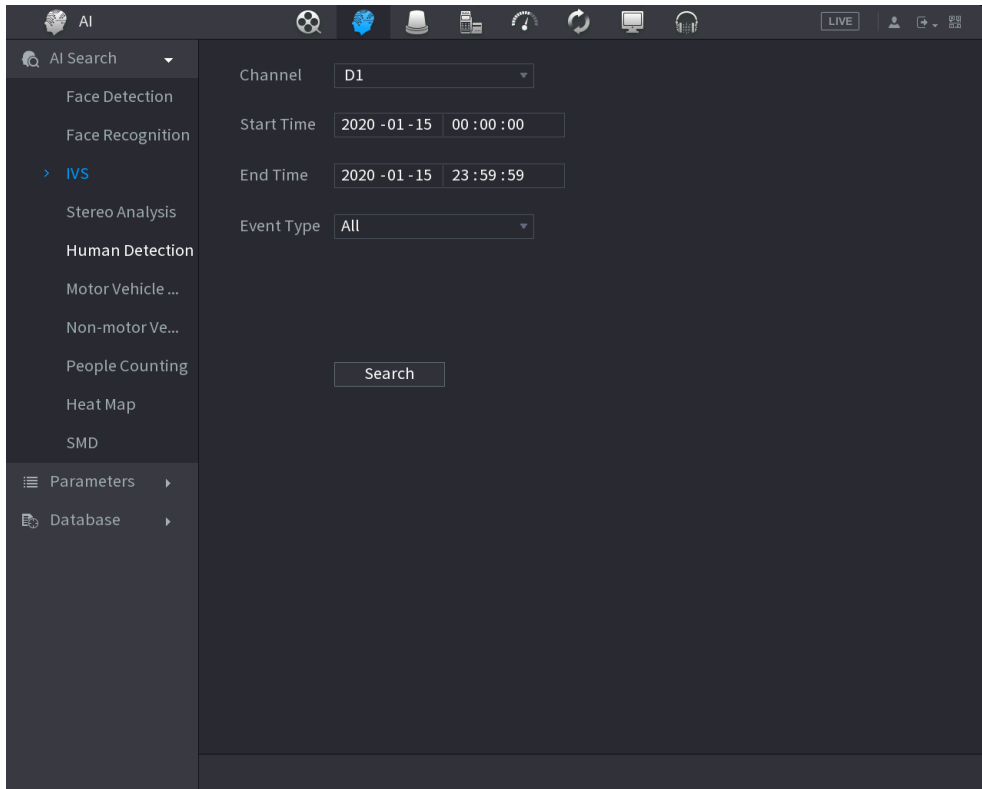 AI
LIVE
AI Search
Face Detection
Face Recognition
IVS
Stereo Analysis
Human Detection
Motor Vehicle ...
Non-motor Ve...
People Counting
Heat Map
SMD
Parameters
Database
Channel D1
Start Time 2020 -01 -15 00 :00 :00
End Time 2020 -01 -15 23 :59 :59
Event Type All
Search